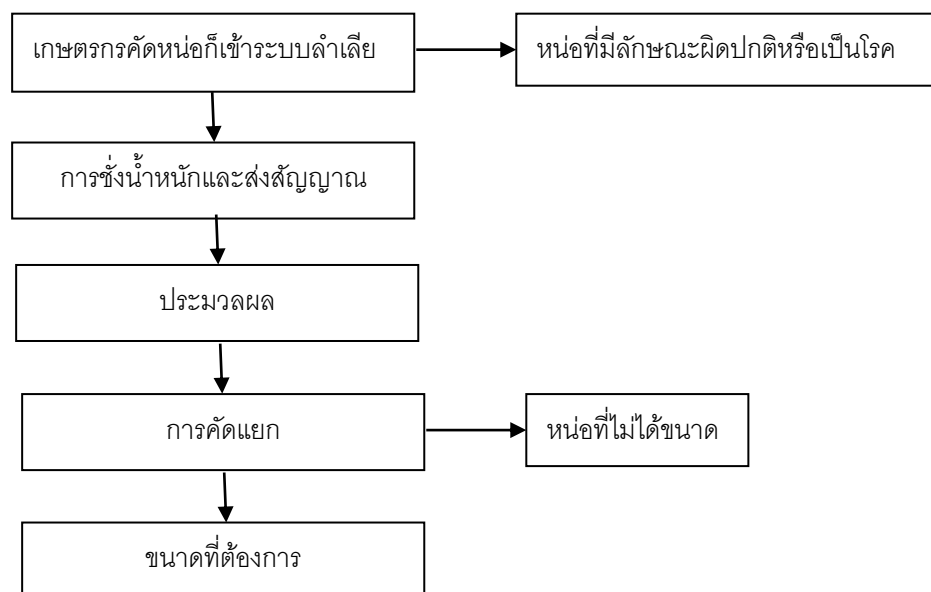 เกษตรกรคัดหน่อก็เข้าระบบลำเลีย
หน่อที่มีลักษณะผิดปกติหรือเป็นโรค
การชั่งน้ำหนักและส่งสัญญาณ
ประมวลผล
การคัดแยก
หน่อที่ไม่ได้ขนาด
ขนาดที่ต้องการ